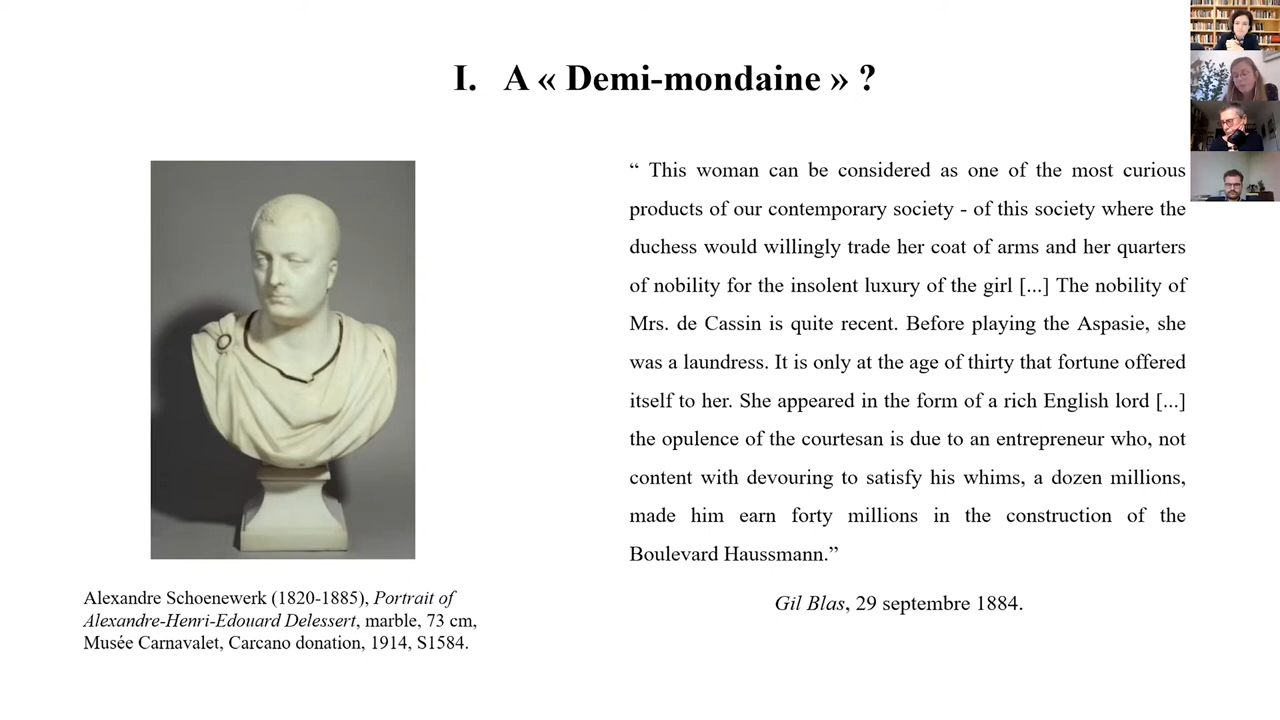 I. A « Demi-mondaine » ?
“ This woman can be considered as one of the most curious
products of our contemporary society - of this society where the
duchess would willingly trade her coat of arms and her quarters
of nobility for the insolent luxury of the girl [...] The nobility of
Mrs. de Cassin is quite recent. Before playing the Aspasie, she
was a laundress. It is only at the age of thirty that fortune offered
itself to her. She appeared in the form of a rich English lord [...]
the opulence of the courtesan is due to an entrepreneur who, not
content with devouring to satisfy his whims, a dozen millions,
made him earn forty millions in the construction of the
Boulevard Haussmann.”
Gil Blas, 29 septembre 1884.
Alexandre Schoenewerk (1820-1885), Portrait of
Alexandre-Henri-Edouard Delessert, marble, 73 cm,
Musée Carnavalet, Carcano donation, 1914, S1584.